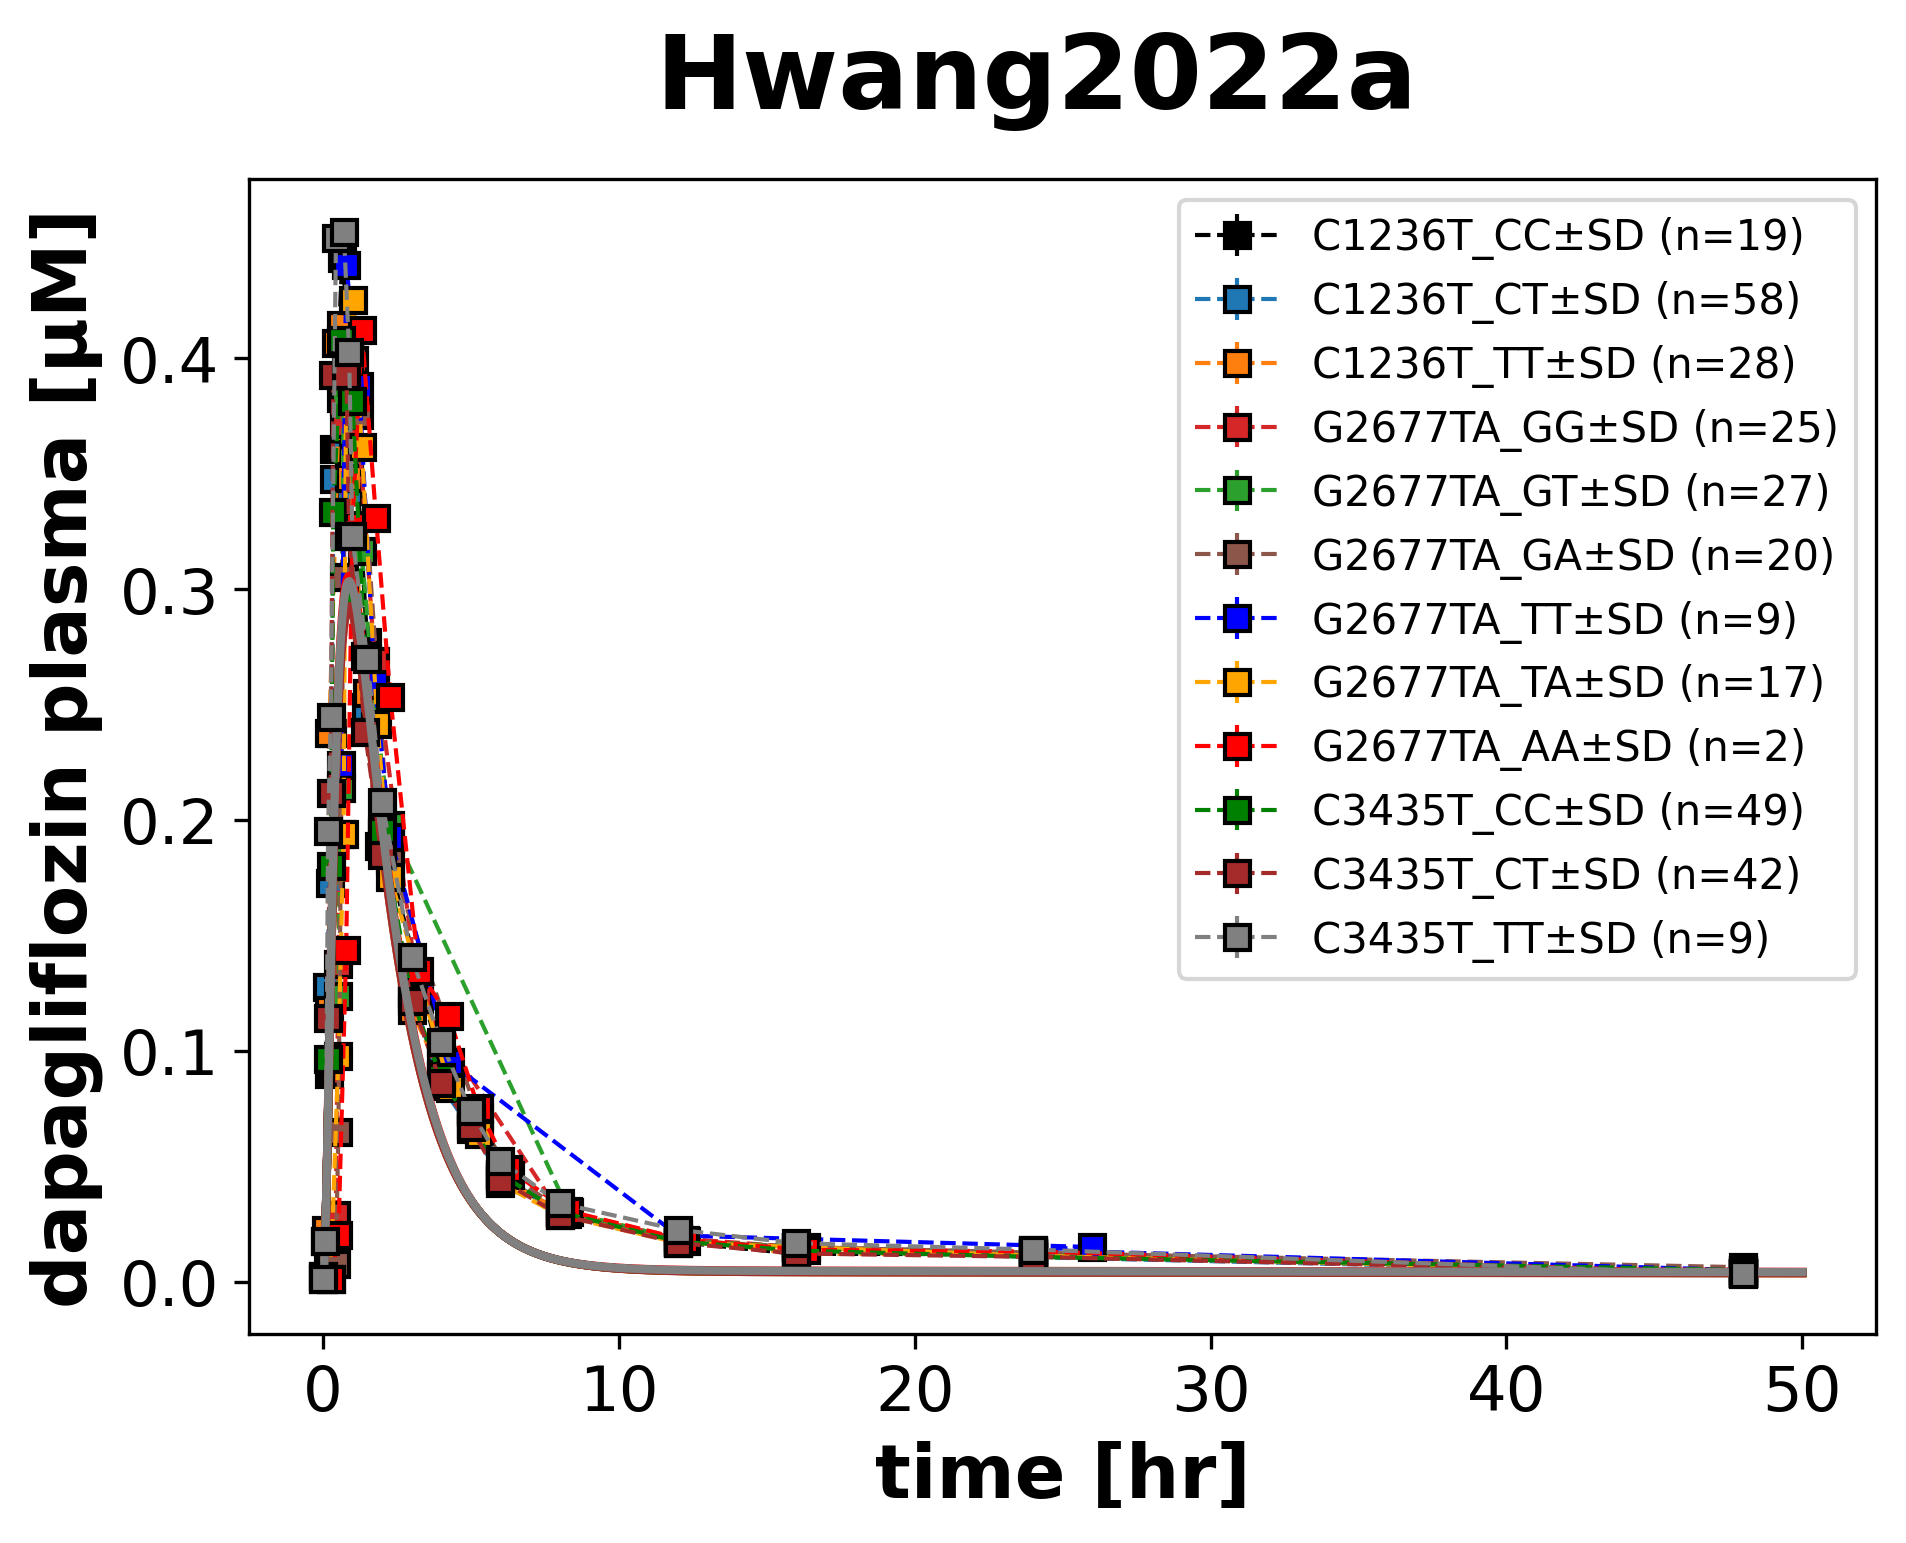 Hwang2022a
dapagliflozin plasma [µM]
0.4
0.3
0.2
0.1
0.0
C1236T_CC±SD (n=19)
C1236T_CT±SD (n=58)
C1236T_TT±SD (n=28)
G2677TA_GG±SD (n=25)
G2677TA_GT±SD (n=27)
G2677TA_GA±SD (n=20)
G2677TA_TT±SD (n=9)
G2677TA_TA±SD (n=17)
G2677TA_AA±SD (n=2)
C3435T_CC±SD (n=49)
C3435T_CT±SD (n=42)
C3435T_TT±SD (n=9)
0 10 20 30 40 50
time [hr]